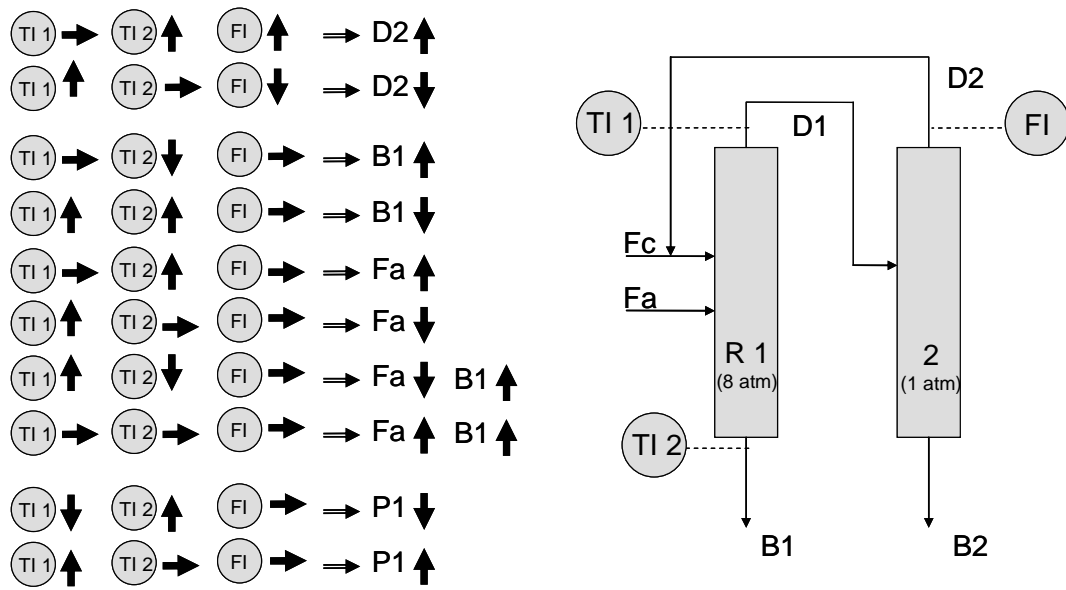 TI 1 TI 2 FI D2
TI 1 TI 2 FI D2
TI 1 TI 2 FI B1
TI 1 TI 2 FI B1
TI 1 TI 2 FI Fa
TI 1 TI 2 FI Fa
TI 1 TI 2 FI Fa B1
TI 1 TI 2 FI Fa B1
TI 1 TI 2 FI P1
TI 1 TI 2 FI P1
D2
TI 1
D1
FI
Fc
Fa
R 1
(8 atm)
2
(1 atm)
TI 2
B1
B2